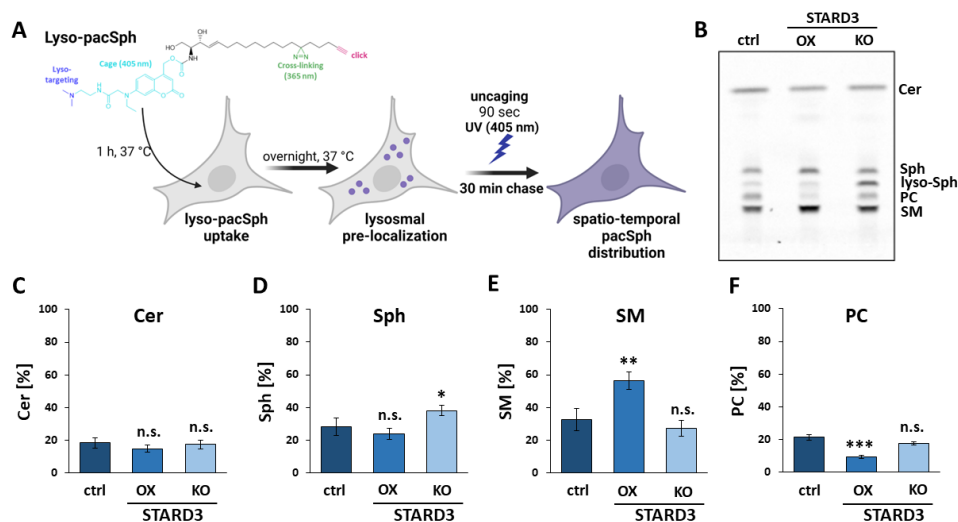 A
Lyso-pacSph
HO
OH
NH
O
O
N=N
click
Cross-linking
(365 nm)
Cage (405 nm)
Lyso-
targeting
1 h, 37 °C
lyso-pacSph
uptake
overnight, 37 °C
lysosmal
pre-localization
uncaging
90 sec
UV (405 nm)
30 min chase
spatio-temporal
pacSph
distribution
B
STARD3
ctrl OX KO
Cer
Sph
lyso-Sph
PC
SM
C
Cer
Cer [%]
100
80
60
40
20
0
n.s.
n.s.
ctrl OX KO
STARD3
D
Sph
Sph [%]
100
80
60
40
20
0
n.s.
*
ctrl OX KO
STARD3
E
SM
SM [%]
100
80
60
40
20
0
**
n.s.
ctrl OX KO
STARD3
F
PC
PC [%]
100
80
60
40
20
0
***
n.s.
ctrl OX KO
STARD3